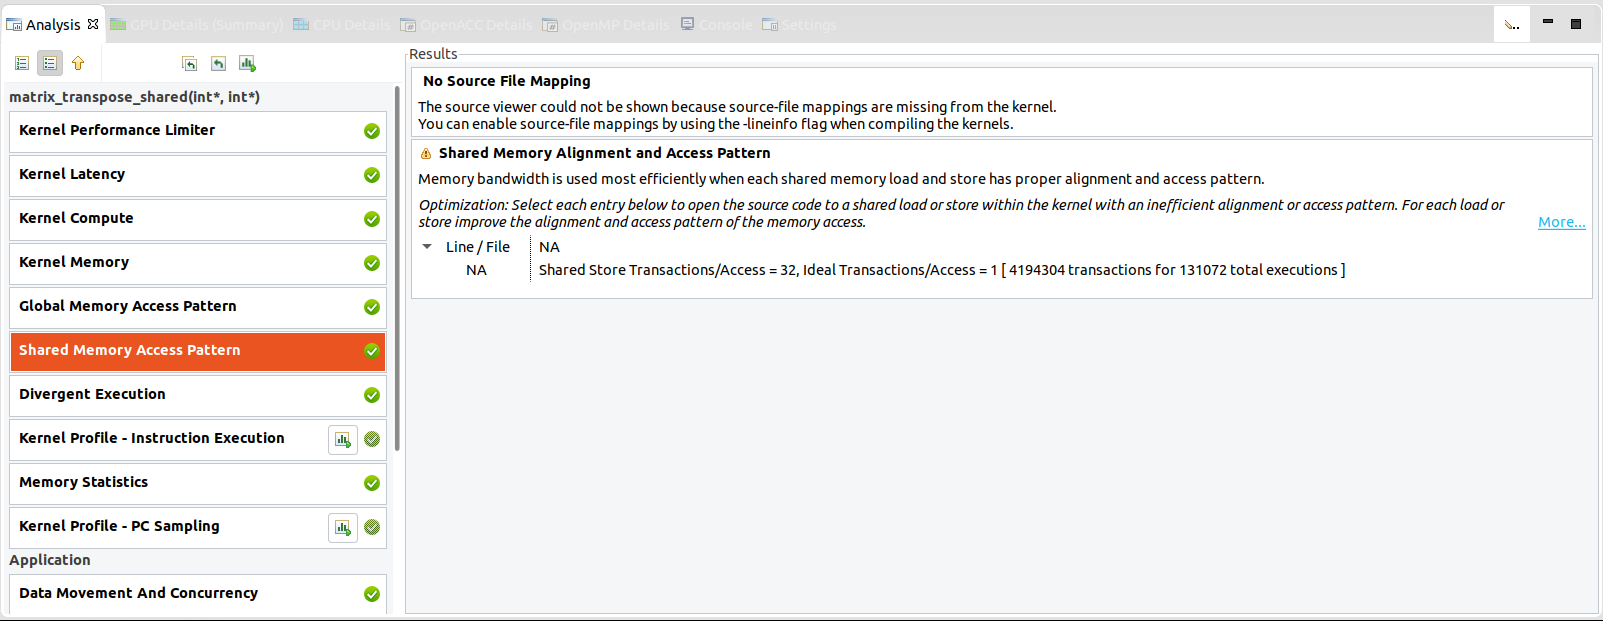 Analysis
GPU Details (Summary)
CPU Details
OpenACC Details
OpenMP Details
Console
Settings
matrix_transpose_shared(int*, int*)
Kernel Performance Limiter
Kernel Latency
Kernel Compute
Kernel Memory
Global Memory Access Pattern
Shared Memory Access Pattern
Divergent Execution
Kernel Profile - Instruction Execution
Memory Statistics
Kernel Profile - PC Sampling
Application
Data Movement And Concurrency
Results
No Source File Mapping
The source viewer could not be shown because source-file mappings are missing from the kernel.
You can enable source-file mappings by using the -lineinfo flag when compiling the kernels.
Shared Memory Alignment and Access Pattern
Memory bandwidth is used most efficiently when each shared memory load and store has proper alignment and access pattern.
Optimization: Select each entry below to open the source code to a shared load or store within the kernel with an inefficient alignment or access pattern. For each load or
store improve the alignment and access pattern of the memory access.
More...
Line / File NA
NA Shared Store Transactions/Access = 32, Ideal Transactions/Access = 1 [ 4194304 transactions for 131072 total executions ]